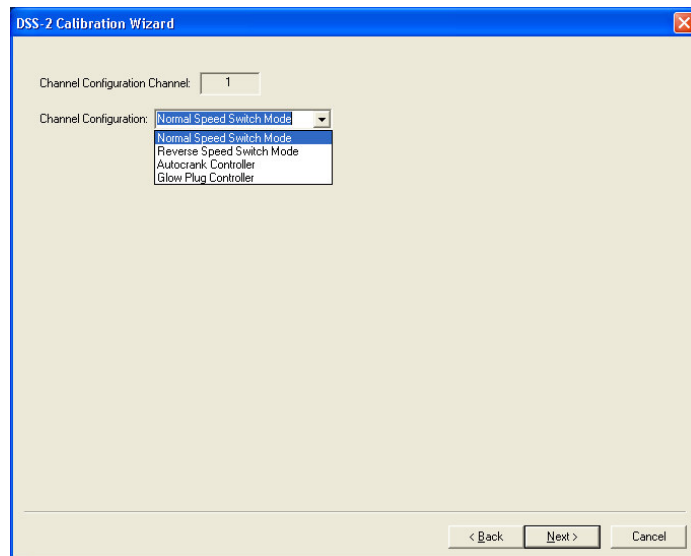 DSS-2 Calibration Wizard
Channel Configuration Channel: 1
Channel Configuration: Normal Speed Switch Mode
Normal Speed Switch Mode
Reverse Speed Switch Mode
Autocrank Controller
Glow Plug Controller
< Back Next > Cancel